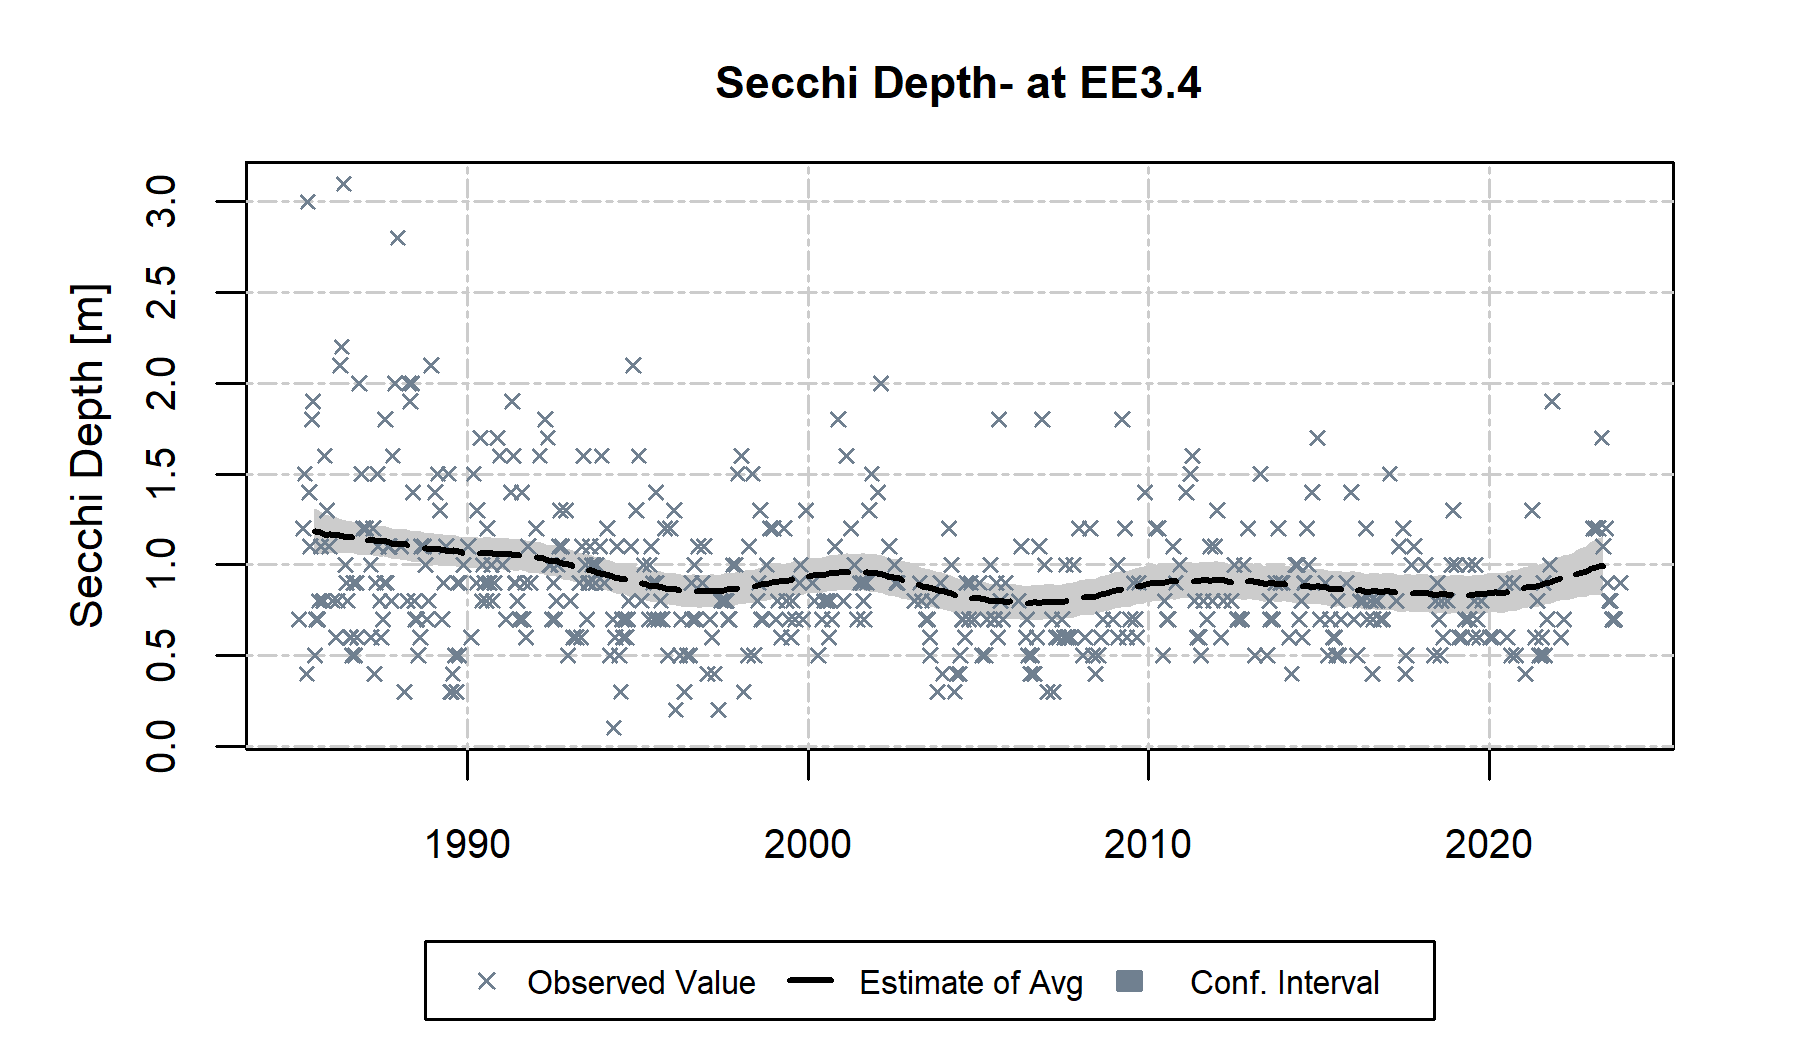 Secchi Depth- at EE3.4
Secchi Depth [m]
3.0
2.5
2.0
1.5
1.0
0.5
0.0
1990 2000 2010 2020
Observed Value Estimate of Avg Conf. Interval